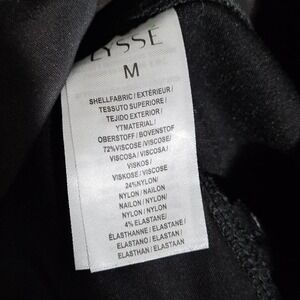 LYSSÉ
M
SHELLFABRIC / EXTÉRIEUR /
TESSUTO SUPERIORE /
TEJIDO EXTERIOR /
YTMATERIAL /
OBERSTOFF / BOVENSTOF
72%VISCOSE / VISCOSE/
VISCOSA / VISCOSA /
VISKOS /
VISKOSE / VISCOSE
24%NYLON /
NYLON / NAILON
NAILON / NYLON /
NYLON / NYLON
4% ELASTANE /
ÉLASTHANNE / ELASTANE /
ELASTANO / ELASTAN /
ELASTHAN / ELASTAAN